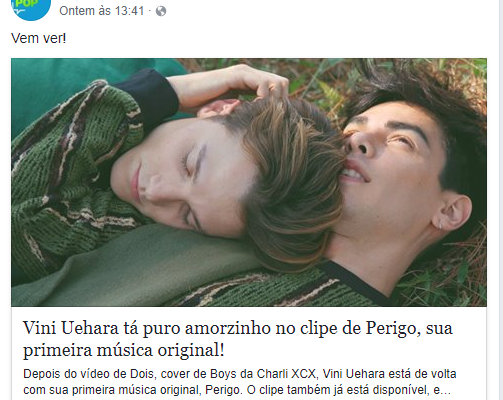 POP
Ontem às 13:41 ·
Vem ver!
Vini Uehara tá puro amorzinho no clipe de Perigo, sua
primeira música original!
Depois do vídeo de Dois, cover de Boys da Charli XCX, Vini Uehara está de volta
com sua primeira música original, Perigo. O clipe também já está disponível, e…